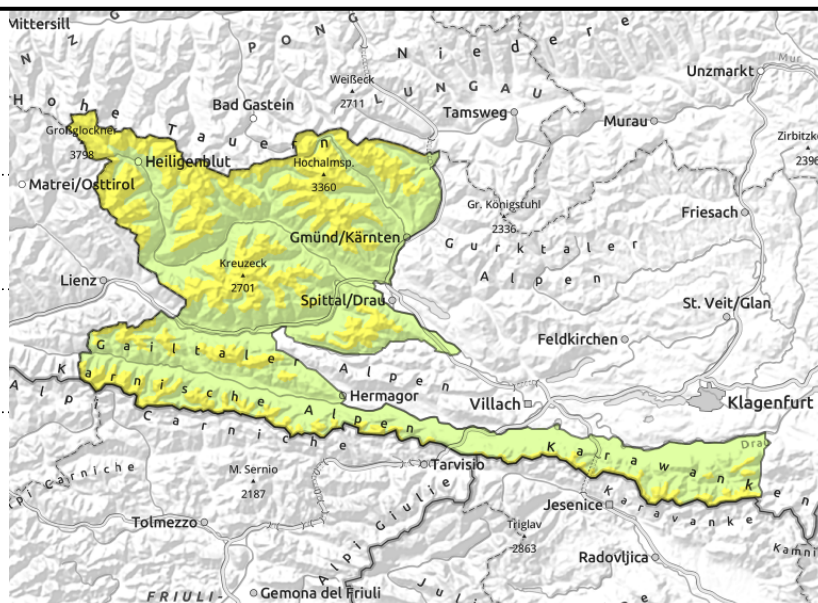 Mittersill
N Z G
P O N G
N i e d e r e
Weißeck
2711
L U N G A U
Unzmarkt
Mur
H o h e T a u e n
Bad Gastein
Tamsweg
Murau
Großglockner
3798
Heiligenblut
Hochalmsp.
3360
Zirbitzk
2396
Matrei/Osttirol
Gr. Königstuhl
2336
Friesach
Gmünd/Kärnten
G u r k t a l e r
A l p e n
Kreuzeck
2701
Lienz
Spittal/Drau
St. Veit/Glan
Feldkirchen
G a i l t a l e r
A l p e n
K a r n i s c h e A l p e n
Hermagor
Villach
Klagenfurt
A l p i
C a r n i c h e
Drau
K a r a w a n k e n
M. Sernio
2187
Tarvisio
pi Carniche
Jesenice
K a r a v a n k e
Tolmezzo
Alpi Giulie
Triglav
2863
Kamni
Radovljica
Gemona del Friuli
FRIULI-
J u l i